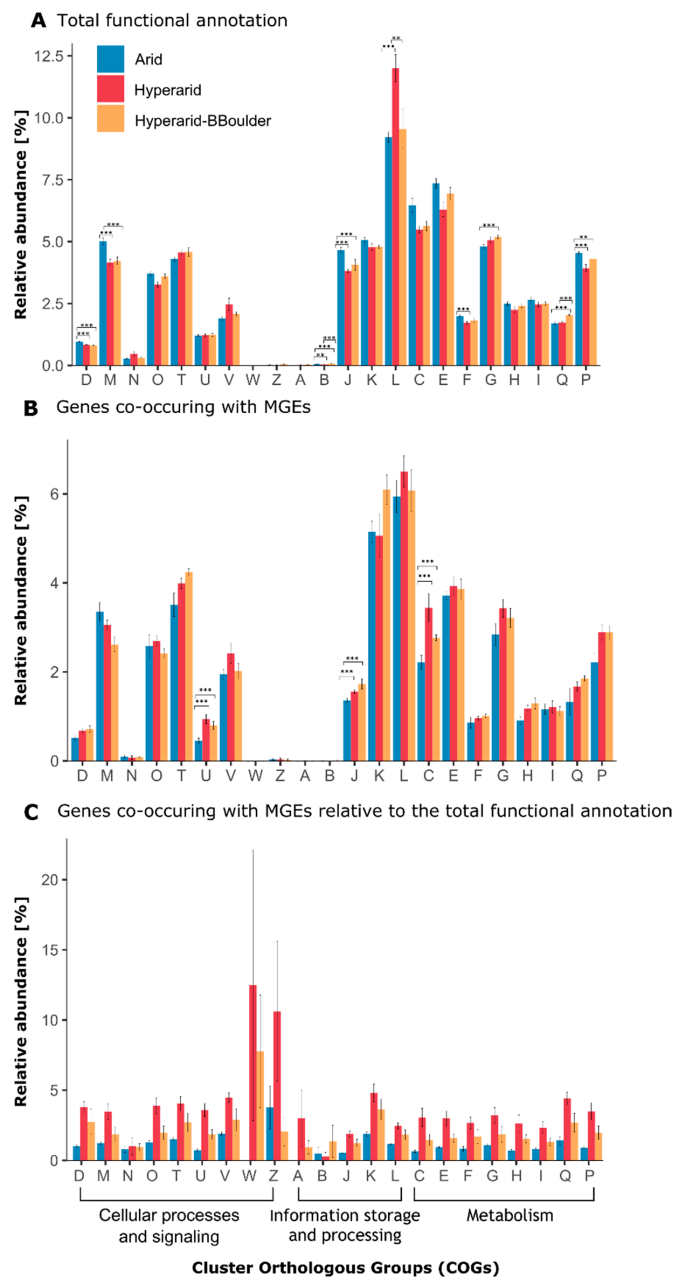 A Total functional annotation
Relative abundance [%]
12.5
10.0
7.5
5.0
2.5
0.0
Arid
Hyperarid
Hyperarid-BBoulder
*** *** *** *** *** ** *** *** *** *** ** *** *** *** *** ** ***
D M N O T U V W Z A B J K L C E F G H I Q P
B Genes co-occuring with MGEs
Relative abundance [%]
6
4
2
0
*** *** *** *** *** ***
D M N O T U V W Z A B J K L C E F G H I Q P
C Genes co-occuring with MGEs relative to the total functional annotation
Relative abundance [%]
20
15
10
5
0
D M N O T U V W Z A B J K L C E F G H I Q P
Cellular processes and signaling
Information storage and processing
Metabolism
Cluster Orthologous Groups (COGs)